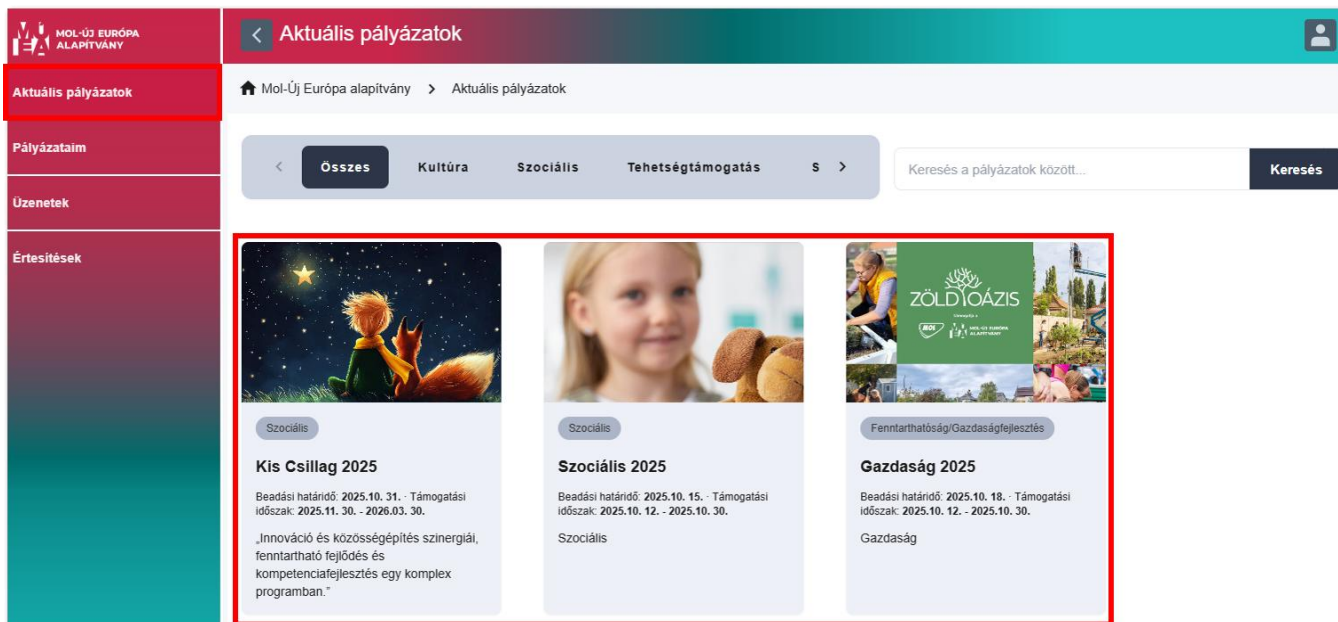 MOL-ÚJ EURÓPA
ALAPÍTVÁNY
Aktuális pályázatok
Aktuális pályázatok
Pályázataim
Üzenetek
Értesítések
Mol-Új Európa alapítvány > Aktuális pályázatok
< Összes Kultúra Szociális Tehetségtámogatás S >
Keresés a pályázatok között... Keresés
ZÖLD OÁZIS
MOL MOL-ÚJ EURÓPA
ALAPÍTVÁNY
Szociális
Kis Csillag 2025
Beadási határidő: 2025.10. 31. · Támogatási
időszak: 2025.11. 30. - 2026.03. 30.
„Innováció és közösségépítés szinergiái,
fenntartható fejlődés és
kompetenciafejlesztés egy komplex
programban.”
Szociális
Szociális 2025
Beadási határidő: 2025.10. 15. · Támogatási
időszak: 2025.10. 12. - 2025.10. 30.
Szociális
Fenntarthatóság/Gazdaságfejlesztés
Gazdaság 2025
Beadási határidő: 2025.10. 18. · Támogatási
időszak: 2025.10. 12. - 2025.10. 30.
Gazdaság